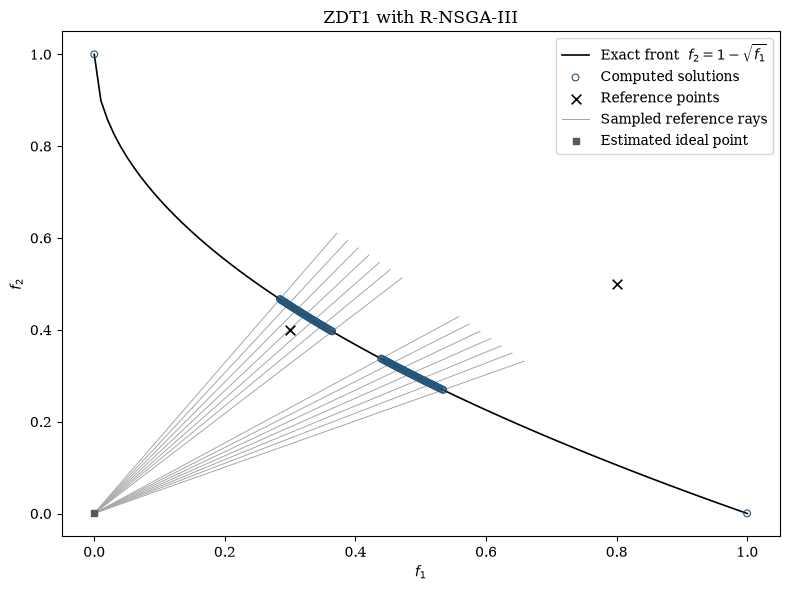 ZDT1 with R-NSGA-III
Exact front f₂ = 1 − √f₁
Computed solutions
Reference points
Sampled reference rays
Estimated ideal point
f₂
1.0
0.8
0.6
0.4
0.2
0.0
0.0 0.2 0.4 0.6 0.8 1.0
f₁